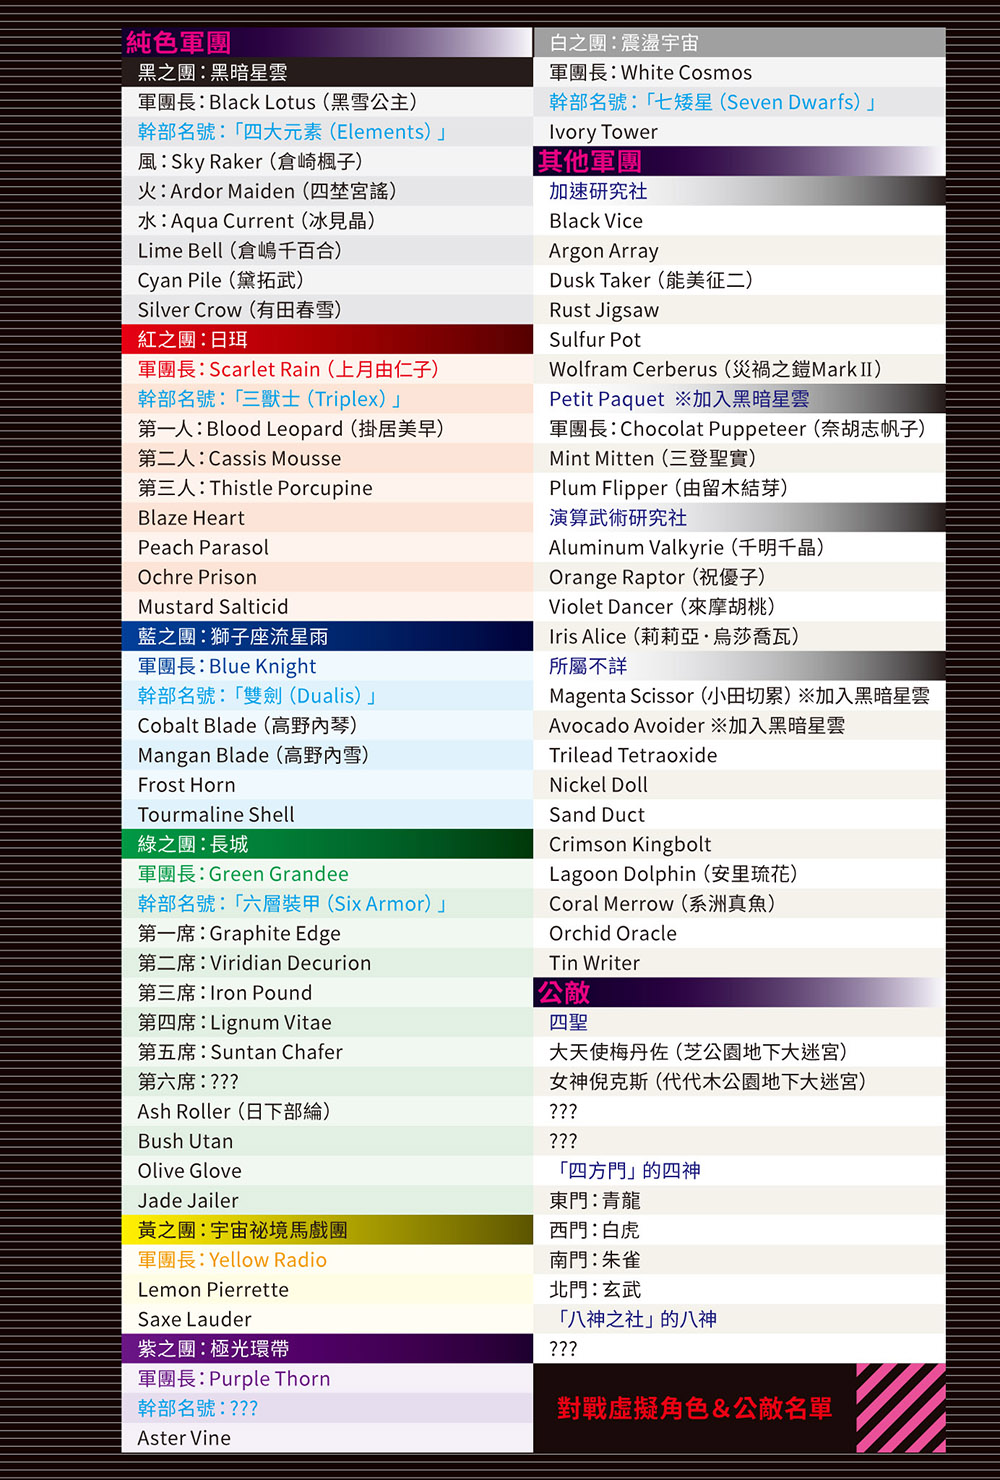 純色軍團
黑之團：黑暗星雲
軍團長：Black Lotus（黑雪公主）
幹部名號：「四大元素（Elements）」
風：Sky Raker（倉崎楓子）
火：Ardor Maiden（四埜宮謠）
水：Aqua Current（冰見晶）
Lime Bell（倉嶋千百合）
Cyan Pile（黛拓武）
Silver Crow（有田春雪）
紅之團：日珥
軍團長：Scarlet Rain（上月由仁子）
幹部名號：「三獸士（Triplex）」
第一人：Blood Leopard（掛居美早）
第二人：Cassis Mousse
第三人：Thistle Porcupine
Blaze Heart
Peach Parasol
Ochre Prison
Mustard Salticid
藍之團：獅子座流星雨
軍團長：Blue Knight
幹部名號：「雙劍（Dualis）」
Cobalt Blade（高野內琴）
Mangan Blade（高野內雪）
Frost Horn
Tourmaline Shell
綠之團：長城
軍團長：Green Grandee
幹部名號：「六層裝甲（Six Armor）」
第一席：Graphite Edge
第二席：Viridian Decurion
第三席：Iron Pound
第四席：Lignum Vitae
第五席：Suntan Chafer
第六席：???
Ash Roller（日下部綸）
Bush Utan
Olive Glove
Jade Jailer
黃之團：宇宙祕境馬戲團
軍團長：Yellow Radio
Lemon Pierrette
Saxe Lauder
紫之團：極光環帶
軍團長：Purple Thorn
幹部名號：???
Aster Vine
白之團：震盪宇宙
軍團長：White Cosmos
幹部名號：「七矮星（Seven Dwarfs）」
Ivory Tower
其他軍團
加速研究社
Black Vice
Argon Array
Dusk Taker（能美征二）
Rust Jigsaw
Sulfur Pot
Wolfram Cerberus（災禍之鎧MarkⅡ）
Petit Paquet ※加入黑暗星雲
軍團長：Chocolat Puppeteer（奈胡志帆子）
Mint Mitten（三登聖實）
Plum Flipper（由留木結芽）
演算武術研究社
Aluminum Valkyrie（千明千晶）
Orange Raptor（祝優子）
Violet Dancer（來摩胡桃）
Iris Alice（莉莉亞・烏莎喬瓦）
所屬不詳
Magenta Scissor（小田切累）※加入黑暗星雲
Avocado Avoider ※加入黑暗星雲
Trilead Tetraoxide
Nickel Doll
Sand Duct
Crimson Kingbolt
Lagoon Dolphin（安里琉花）
Coral Merrow（系洲真魚）
Orchid Oracle
Tin Writer
公敵
四聖
大天使梅丹佐（芝公園地下大迷宮）
女神倪克斯（代代木公園地下大迷宮）
???
???
「四方門」的四神
東門：青龍
西門：白虎
南門：朱雀
北門：玄武
「八神之社」的八神
???
對戰虛擬角色＆公敵名單